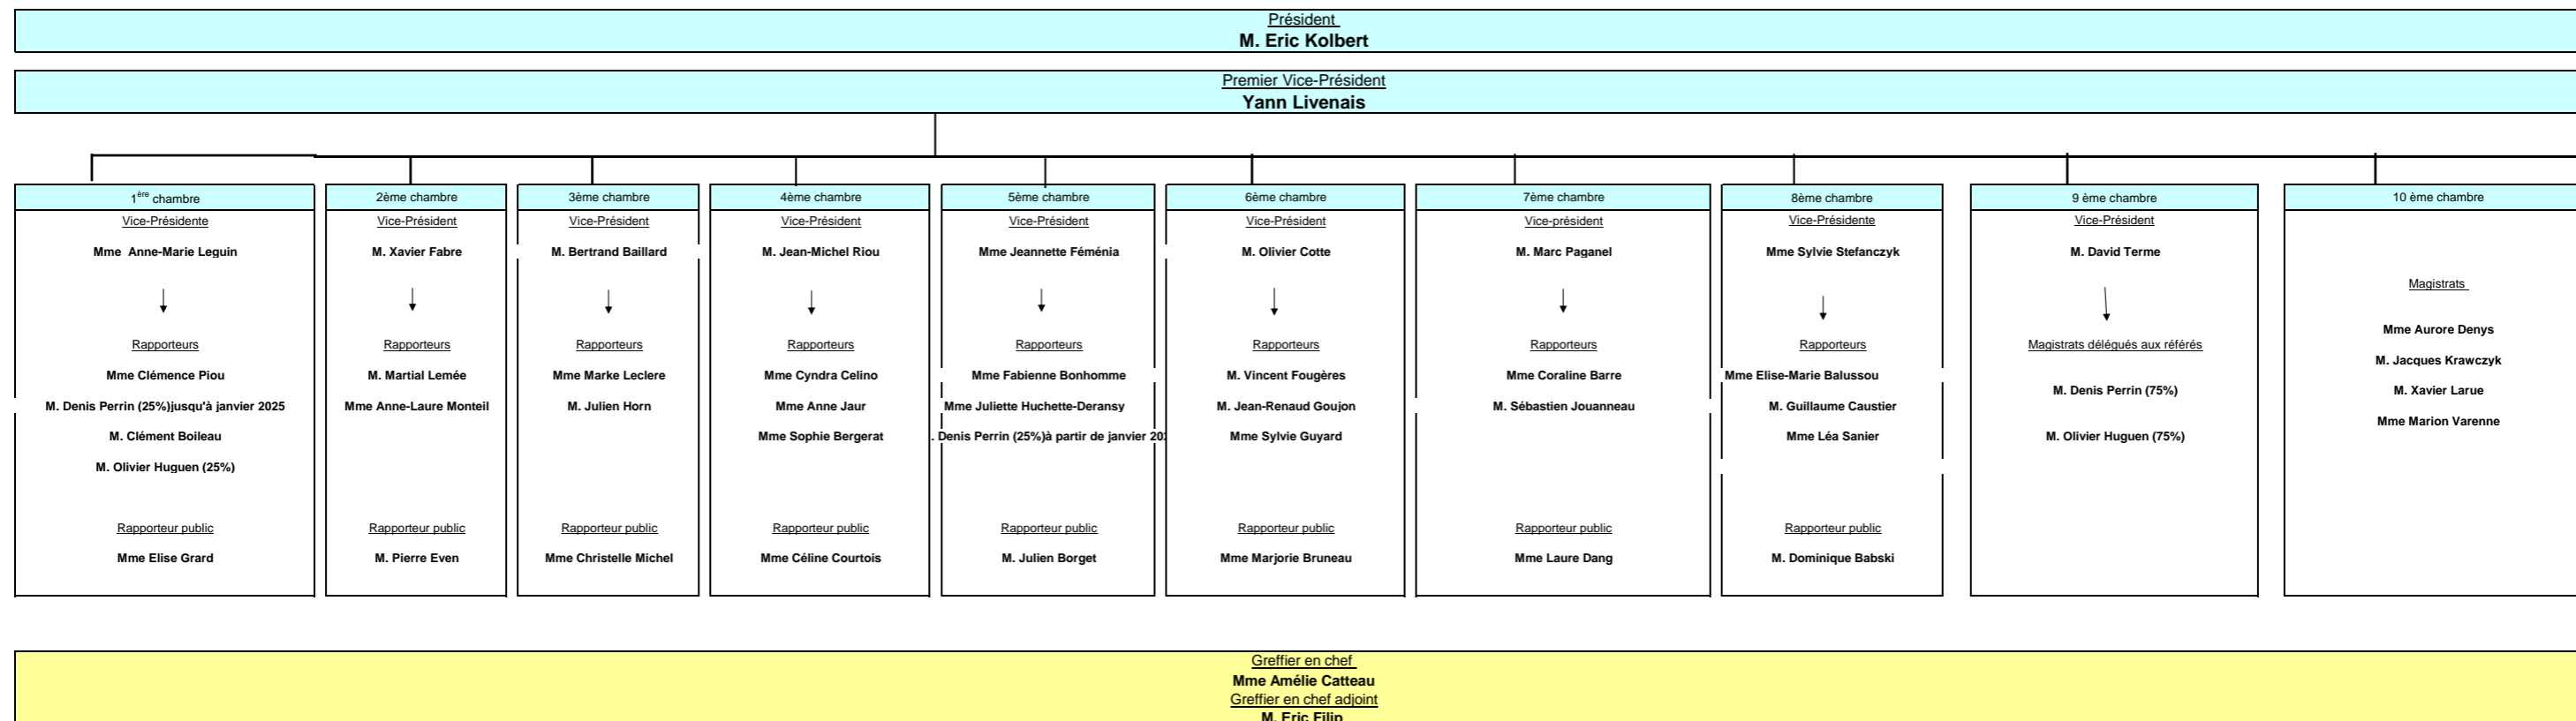 Président
M. Eric Kolbert
Premier Vice-Président
Yann Livenais
1ère chambre
Vice-Présidente
Mme Anne-Marie Leguin
Rapporteurs
Mme Clémence Piou
M. Denis Perrin (25%)jusqu'à janvier 2025
M. Clément Boileau
M. Olivier Huguen (25%)
Rapporteur public
Mme Elise Grard
2ème chambre
Vice-Président
M. Xavier Fabre
Rapporteurs
M. Martial Lemée
Mme Anne-Laure Monteil
Rapporteur public
M. Pierre Even
3ème chambre
Vice-Président
M. Bertrand Baillard
Rapporteurs
Mme Marke Leclere
M. Julien Horn
Rapporteur public
Mme Christelle Michel
4ème chambre
Vice-Président
M. Jean-Michel Riou
Rapporteurs
Mme Cyndra Celino
Mme Anne Jaur
Mme Sophie Bergerat
Rapporteur public
Mme Céline Courtois
5ème chambre
Vice-Président
Mme Jeannette Féménia
Rapporteurs
Mme Fabienne Bonhomme
Mme Juliette Huchette-Deransy
. Denis Perrin (25%)à partir de janvier
Rapporteur public
M. Julien Borget
6ème chambre
Vice-Président
M. Olivier Cotte
Rapporteurs
M. Vincent Fougères
M. Jean-Renaud Goujon
Mme Sylvie Guyard
Rapporteur public
Mme Marjorie Bruneau
7ème chambre
Vice-président
M. Marc Paganel
Rapporteurs
Mme Coraline Barre
M. Sébastien Jouanneau
Rapporteur public
Mme Laure Dang
8ème chambre
Vice-Présidente
Mme Sylvie Stefanczyk
Rapporteurs
Mme Elise-Marie Balussou
M. Guillaume Caustier
Mme Léa Sanier
Rapporteur public
M. Dominique Babski
9 ème chambre
Vice-Président
M. David Terme
Magistrats délégués aux référés
M. Denis Perrin (75%)
M. Olivier Huguen (75%)
10 ème chambre
Magistrats
Mme Aurore Denys
M. Jacques Krawczyk
M. Xavier Larue
Mme Marion Varenne
Greffier en chef
Mme Amélie Catteau
Greffier en chef adjoint
M. Eric Filip